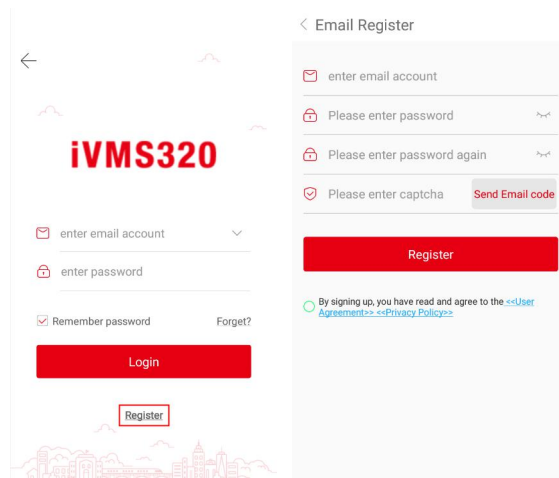 iVMS320
enter email account
enter password
Remember password Forget?
Login
Register
Email Register
enter email account
Please enter password
Please enter password again
Please enter captcha Send Email code
Register
By signing up, you have read and agree to the <<User
Agreement>> <<Privacy Policy>>